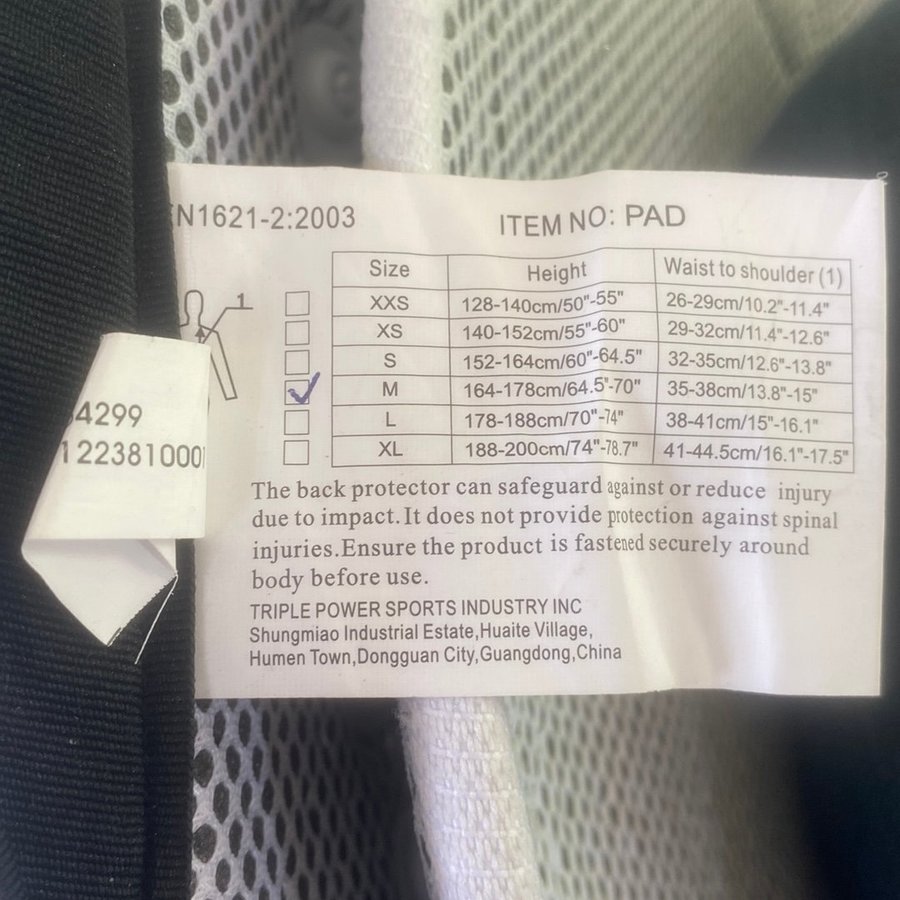 EN1621-2:2003 ITEM NO: PAD
Size Height Waist to shoulder (1)
XXS 128-140cm/50"-55" 26-29cm/10.2"-11.4"
XS 140-152cm/55"-60" 29-32cm/11.4"-12.6"
S 152-164cm/60"-64.5" 32-35cm/12.6"-13.8"
M 164-178cm/64.5"-70" 35-38cm/13.8"-15"
L 178-188cm/70"-74" 38-41cm/15"-16.1"
XL 188-200cm/74"-78.7" 41-44.5cm/16.1"-17.5"
1
The back protector can safeguard against or reduce injury
due to impact.It does not provide protection against spinal
injuries.Ensure the product is fastened securely around
body before use.
TRIPLE POWER SPORTS INDUSTRY INC
Shungmiao Industrial Estate,Huaite Village,
Humen Town,Dongguan City,Guangdong,China
4299
122381000